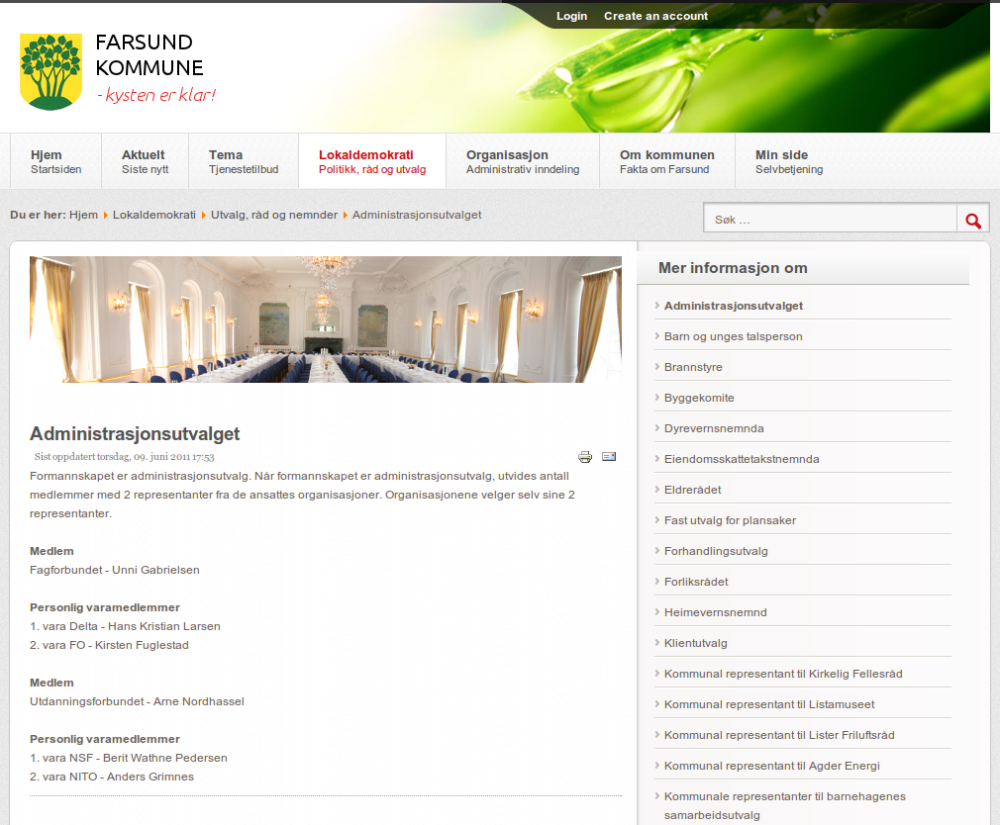 Login Create an account
FARSUND
KOMMUNE
- kysten er klar!
Hjem Aktuelt Tema Lokaldemokrati Organisasjon Om kommunen Min side
Startsiden Siste nytt Tjenestetilbud Politikk, råd og utvalg Administrativ inndeling Fakta om Farsund Selvbetjening
Du er her: Hjem Lokaldemokrati Utvalg, råd og nemnder Administrasjonsutvalget
Søk ...
Administrasjonsutvalget
Sist oppdatert torsdag, 09. juni 2011 17:53
Formannskapet er administrasjonsutvalg. Når formannskapet er administrasjonsutvalg, utvides antall
medlemmer med 2 representanter fra de ansattes organisasjoner. Organisasjonene velger selv sine 2
representanter.
Medlem
Fagforbundet - Unni Gabrielsen
Personlig varamedlemmer
1. vara Delta - Hans Kristian Larsen
2. vara FO - Kirsten Fuglestad
Medlem
Utdanningsforbundet - Arne Nordhassel
Personlig varamedlemmer
1. vara NSF - Berit Wathne Pedersen
2. vara NITO - Anders Grimnes
Mer informasjon om
Administrasjonsutvalget
Barn og unges talsperson
Brannstyre
Byggekomite
Dyrevernsnemnda
Eiendomsskattetakstnemnda
Eldrerådet
Fast utvalg for plansaker
Forhandlingsutvalg
Forliksrådet
Heimevernsnemnd
Klientutvalg
Kommunal representant til Kirkelig Fellesråd
Kommunal representant til Listamuseet
Kommunal representant til Lister Friluftsråd
Kommunal representant til Agder Energi
Kommunale representanter til barnehagenes
samarbeidsutvalg